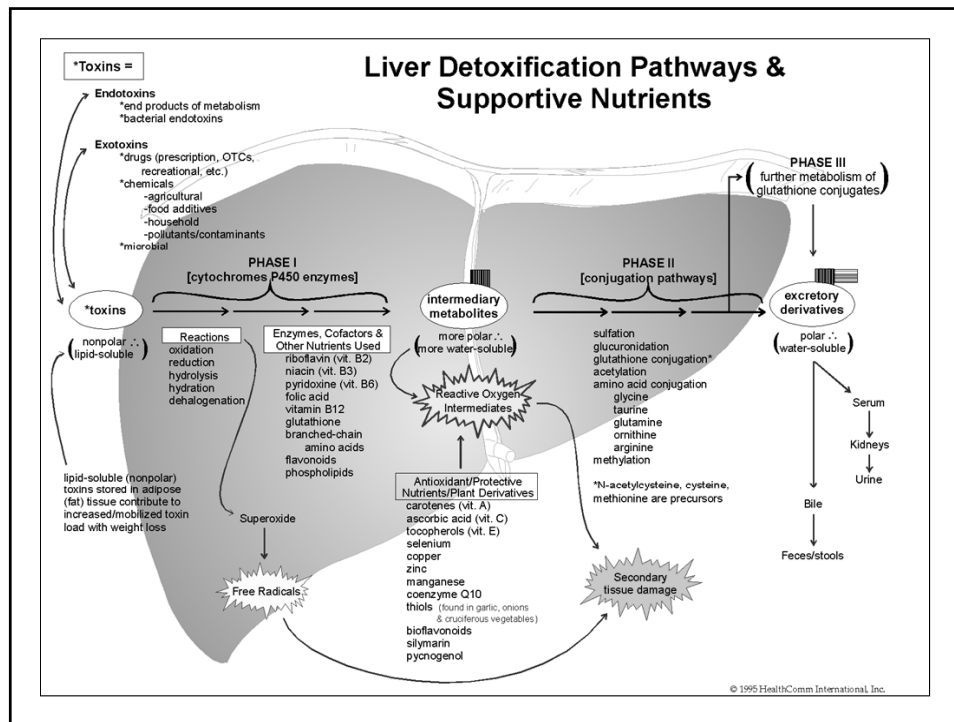 *Toxins =
Liver Detoxification Pathways &
Supportive Nutrients
Endotoxins
*end products of metabolism
*bacterial endotoxins
Exotoxins
*drugs (prescription, OTCs,
recreational, etc.)
*chemicals
-agricultural
-food additives
-household
-pollutants/contaminants
*microbial
PHASE I
[cytochromes P450 enzymes]
PHASE II
[conjugation pathways]
PHASE III
(further metabolism of
glutathione conjugates)
*toxins
(nonpolar ∴
lipid-soluble)
intermediary
metabolites
(more polar ∴
more water-soluble)
excretory
derivatives
(polar ∴
water-soluble)
Reactions
oxidation
reduction
hydrolysis
hydration
dehalogenation
Enzymes, Cofactors &
Other Nutrients Used
riboflavin (vit. B2)
niacin (vit. B3)
pyridoxine (vit. B6)
folic acid
vitamin B12
glutathione
branched-chain
amino acids
flavonoids
phospholipids
Reactive Oxygen
Intermediates
sulfation
glucuronidation
glutathione conjugation*
acetylation
amino acid conjugation
glycine
taurine
glutamine
ornithine
arginine
methylation
*N-acetylcysteine, cysteine,
methionine are precursors
Serum
Kidneys
Urine
Bile
Feces/stools
lipid-soluble (nonpolar)
toxins stored in adipose
(fat) tissue contribute to
increased/mobilized toxin
load with weight loss
Superoxide
Free Radicals
Antioxidant/Protective
Nutrients/Plant Derivatives
carotenes (vit. A)
ascorbic acid (vit. C)
tocopherols (vit. E)
selenium
copper
zinc
manganese
coenzyme Q10
thiols (found in garlic, onions
& cruciferous vegetables)
bioflavonoids
silymarin
pycnogenol
Secondary
tissue damage
© 1995 HealthComm International, Inc.